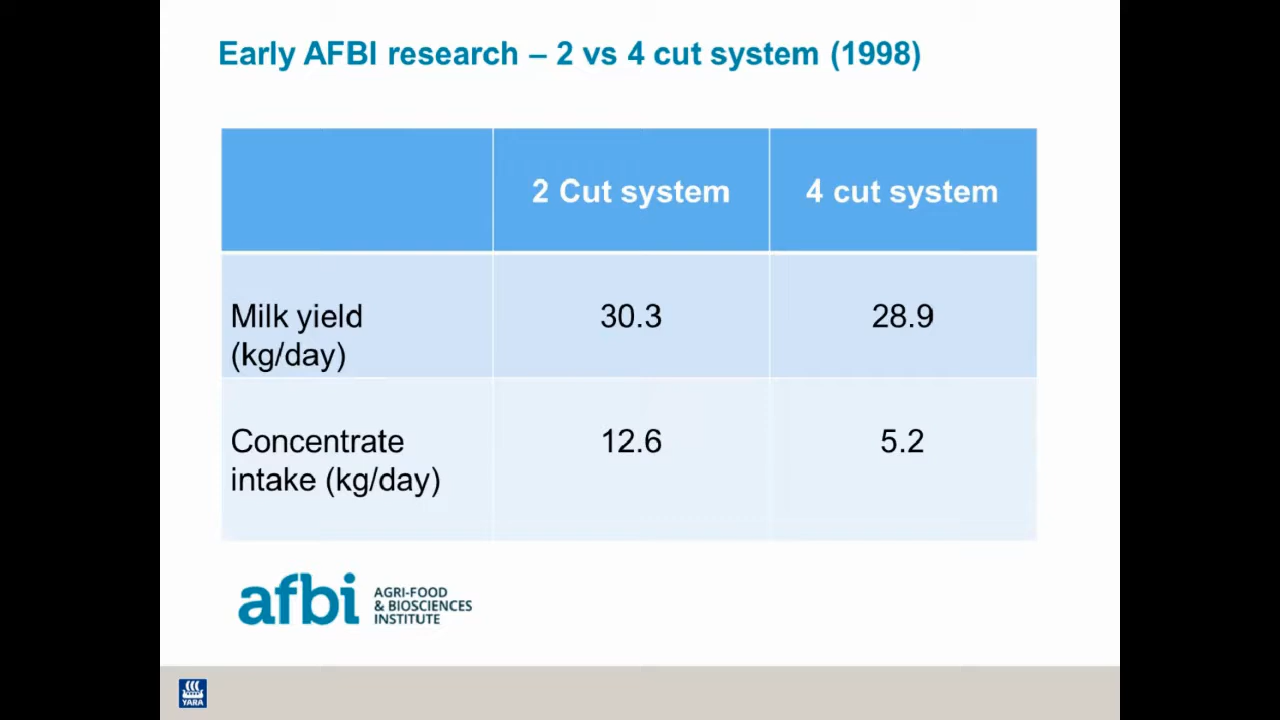 Early AFBI research – 2 vs 4 cut system (1998)
2 Cut system
4 cut system
Milk yield
(kg/day)
30.3
28.9
Concentrate
intake (kg/day)
12.6
5.2
afbi
AGRI-FOOD
& BIOSCIENCES
INSTITUTE
YARA